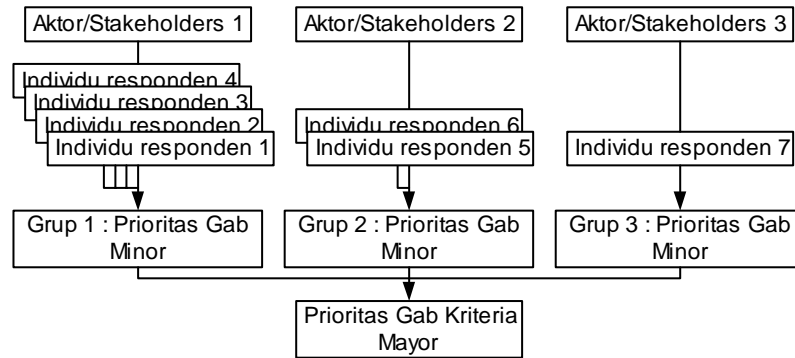 Aktor/Stakeholders 1
Aktor/Stakeholders 2
Aktor/Stakeholders 3
Individu responden 4
Individu responden 3
Individu responden 2
Individu responden 1
Individu responden 6
Individu responden 5
Individu responden 7
Grup 1 : Prioritas Gab
Minor
Grup 2 : Prioritas Gab
Minor
Grup 3 : Prioritas Gab
Minor
Prioritas Gab Kriteria
Mayor